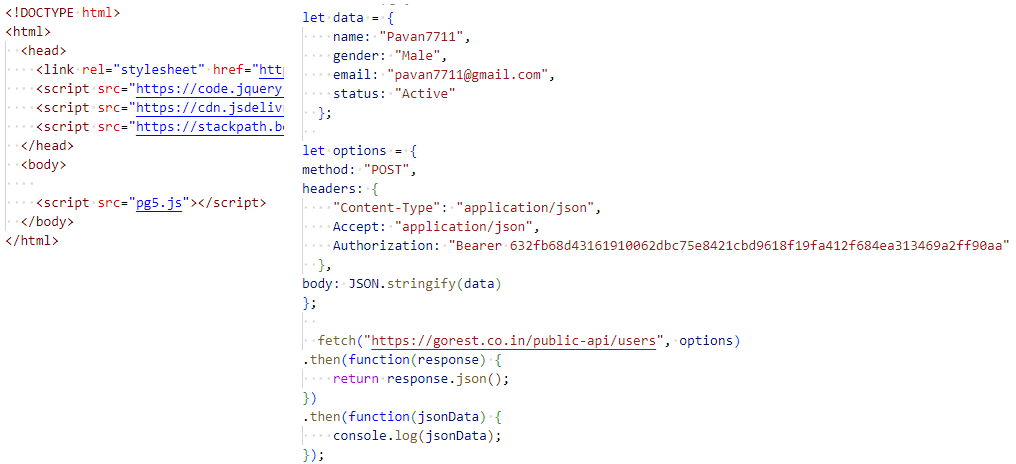 <!DOCTYPE html>
<html>
<head>
<link rel="stylesheet" href="htt
<script src="https://code.jquery
<script src="https://cdn.jsdeliv
<script src="https://stackpath.b
</head>
<body>
<script src="pg5.js"></script>
</body>
</html>
let data = {
name: "Pavan7711",
gender: "Male",
email: "pavan7711@gmail.com",
status: "Active"
};
let options = {
method: "POST",
headers: {
"Content-Type": "application/json",
Accept: "application/json",
Authorization: "Bearer 632fb68d43161910062dbc75e8421cbd9618f19fa412f684ea313469a2ff90aa"
},
body: JSON.stringify(data)
};
fetch("https://gorest.co.in/public-api/users", options)
.then(function(response) {
return response.json();
})
.then(function(jsonData) {
console.log(jsonData);
});